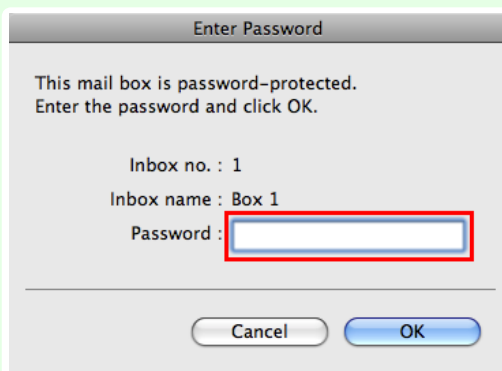 Enter Password
This mail box is password-protected.
Enter the password and click OK.
Inbox no. : 1
Inbox name : Box 1
Password :
Cancel
OK